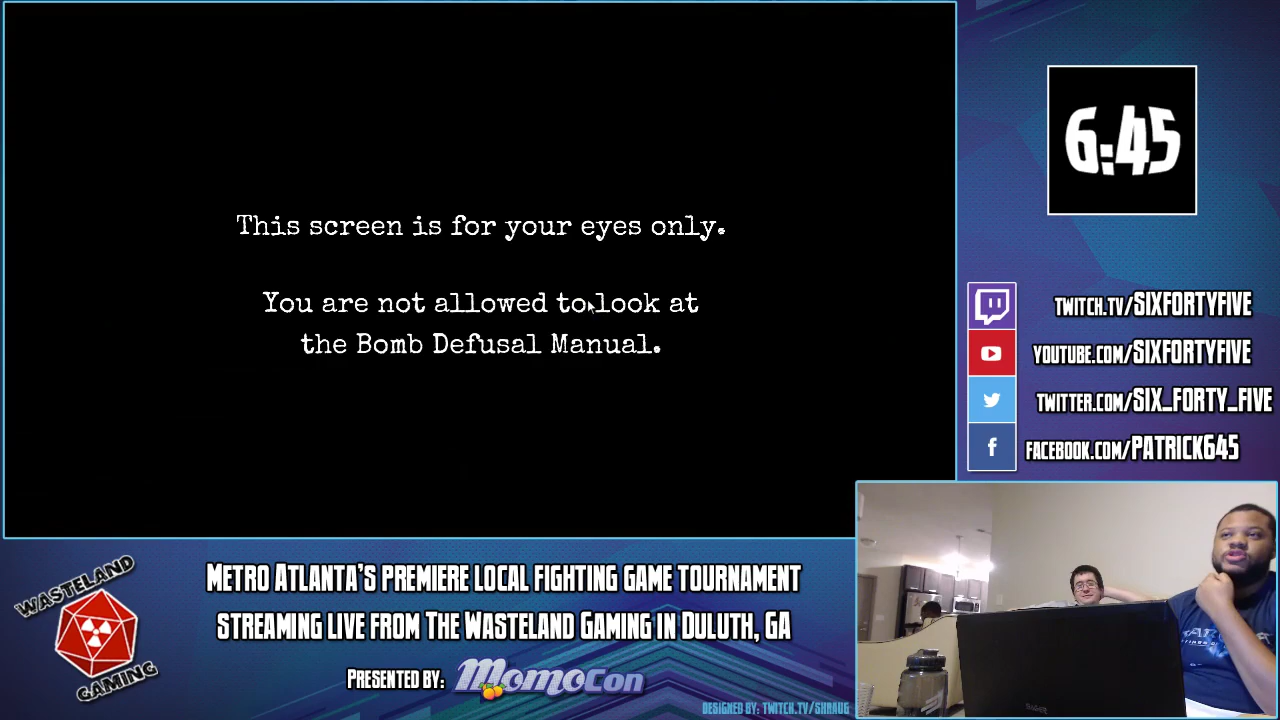 This screen is for your eyes only.
You are not allowed to look at
the Bomb Defusal Manual.
6:45
TWITCH.TV/SIXFORTYFIVE
YOUTUBE.COM/SIXFORTYFIVE
TWITTER.COM/SIX_FORTY_FIVE
FACEBOOK.COM/PATRICK645
WASTELAND
GAMING
METRO ATLANTA'S PREMIERE LOCAL FIGHTING GAME TOURNAMENT
STREAMING LIVE FROM THE WASTELAND GAMING IN DULUTH, GA
PRESENTED BY: MomoCon
DESIGNED BY: TWITCH.TV/SHRAUG